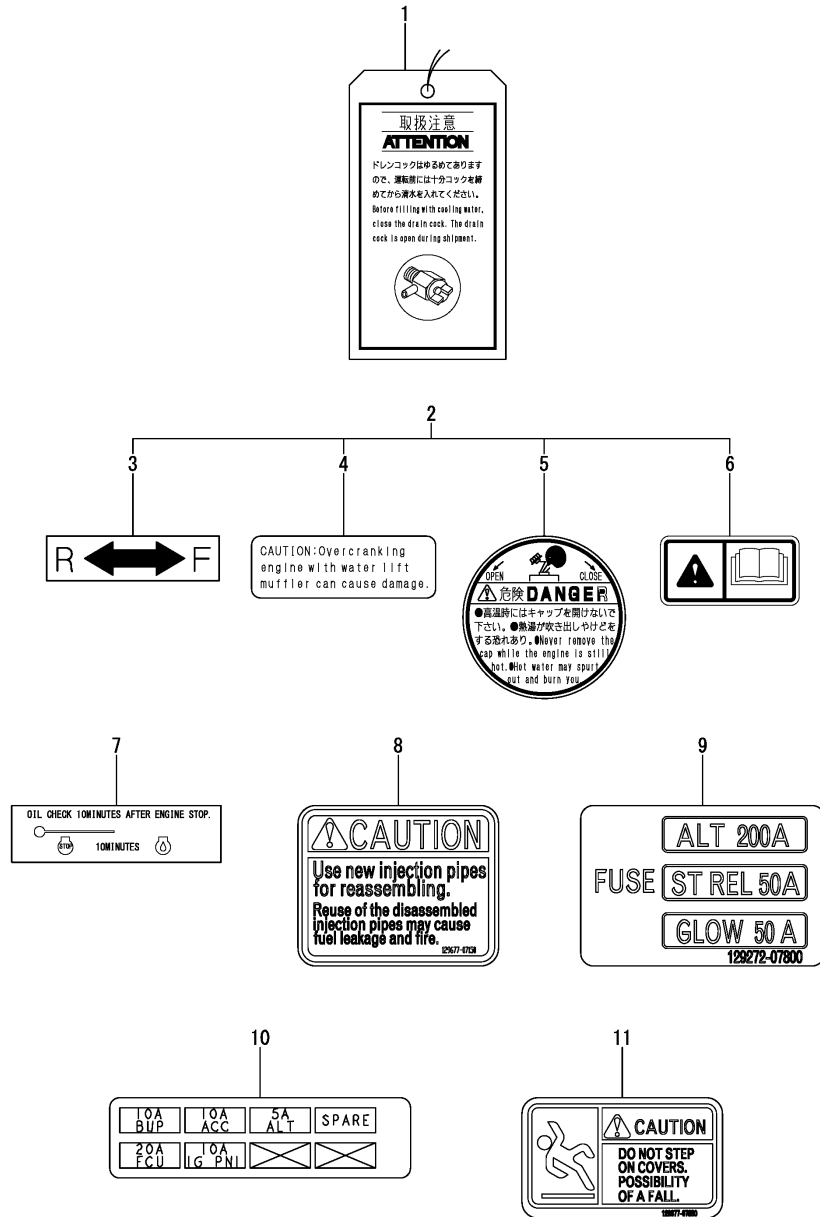 1
取扱注意
ATTENTION
ドレンコックはゆるめてあります
ので、運転前には十分コックを締
めてから清水を入れてください。
Before filling with cooling water,
close the drain cock. The drain
cock is open during shipment.
2
3
4
5
6
R
F
CAUTION:Overcranking
engine with water lift
muffler can cause damage.
OPEN
CLOSE
危険 DANGER
●高温時にはキャップを開けないで
下さい。●熱湯が吹き出しやけどを
する恐れあり。●Never remove the
cap while the engine is still
hot.●Hot water may spurt
out and burn you
7
8
9
OIL CHECK 10MINUTES AFTER ENGINE STOP.
STOP
10MINUTES
CAUTION
Use new injection pipes
for reassembling.
Reuse of the disassembled
injection pipes may cause
fuel leakage and fire.
129677-07150
FUSE
ALT 200A
ST REL 50A
GLOW 50 A
129272-07800
10
11
10A
BUP
10A
ACC
5A
ALT
SPARE
20A
FCU
10A
IG PNL
CAUTION
DO NOT STEP
ON COVERS.
POSSIBILITY
OF A FALL.